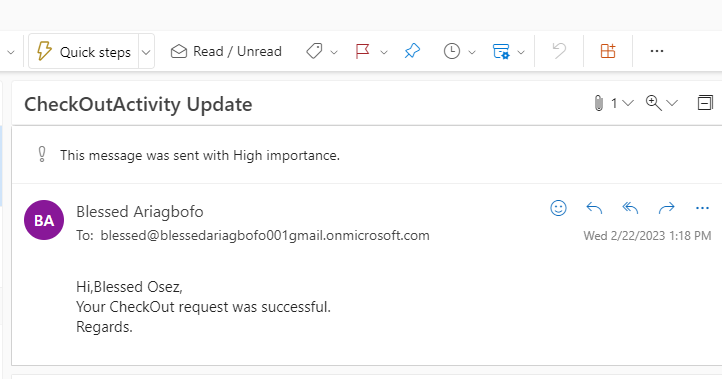 Quick steps
Read / Unread
CheckOutActivity Update
1
This message was sent with High importance.
BA
Blessed Ariagbofo
To: blessed@blessedariagbofo001gmail.onmicrosoft.com
Wed 2/22/2023 1:18 PM
Hi,Blessed Osez,
Your CheckOut request was successful.
Regards.